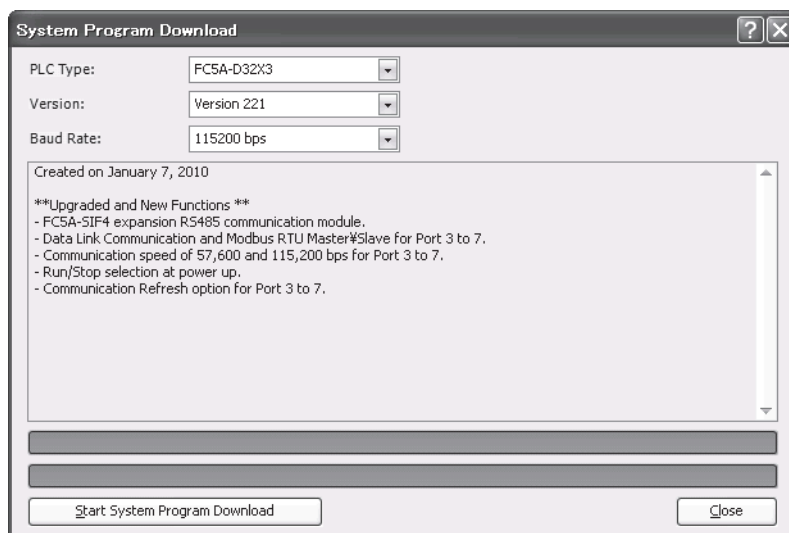 System Program Download
PLC Type:
FC5A-D32X3
Version:
Version 221
Baud Rate:
115200 bps
Created on January 7, 2010
**Upgraded and New Functions **
- FC5A-SIF4 expansion RS485 communication module.
- Data Link Communication and Modbus RTU Master¥Slave for Port 3 to 7.
- Communication speed of 57,600 and 115,200 bps for Port 3 to 7.
- Run/Stop selection at power up.
- Communication Refresh option for Port 3 to 7.
Start System Program Download
Close